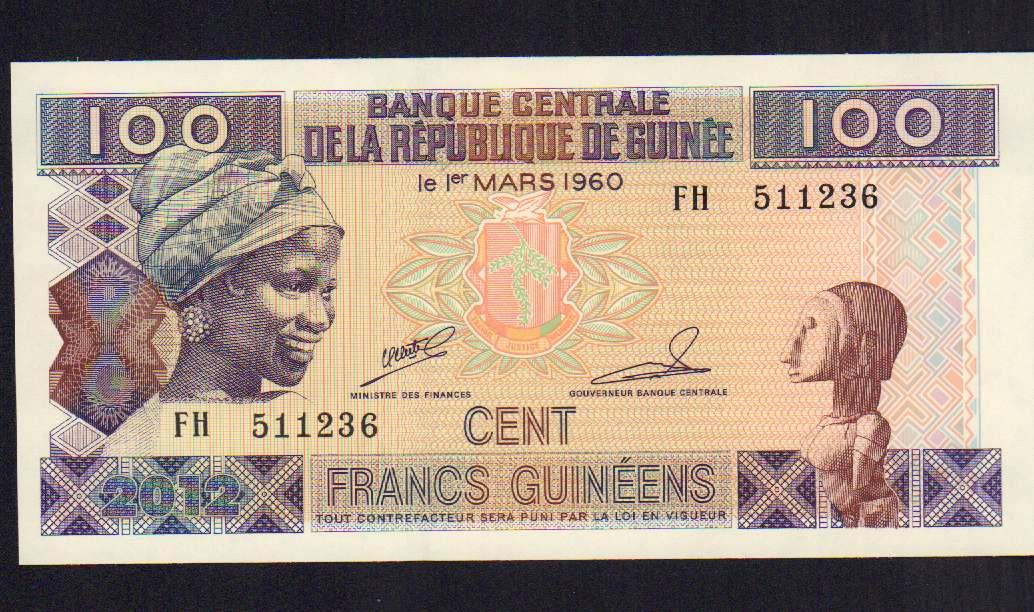 100
BANQUE CENTRALE
DE LA RÉPUBLIQUE DE GUINÉE
100
le 1er MARS 1960
FH 511236
JUSTICE
MINISTRE DES FINANCES
GOUVERNEUR BANQUE CENTRALE
FH 511236
CENT
FRANCS GUINÉENS
2012
TOUT CONTREFACTEUR SERA PUNI PAR LA LOI EN VIGUEUR